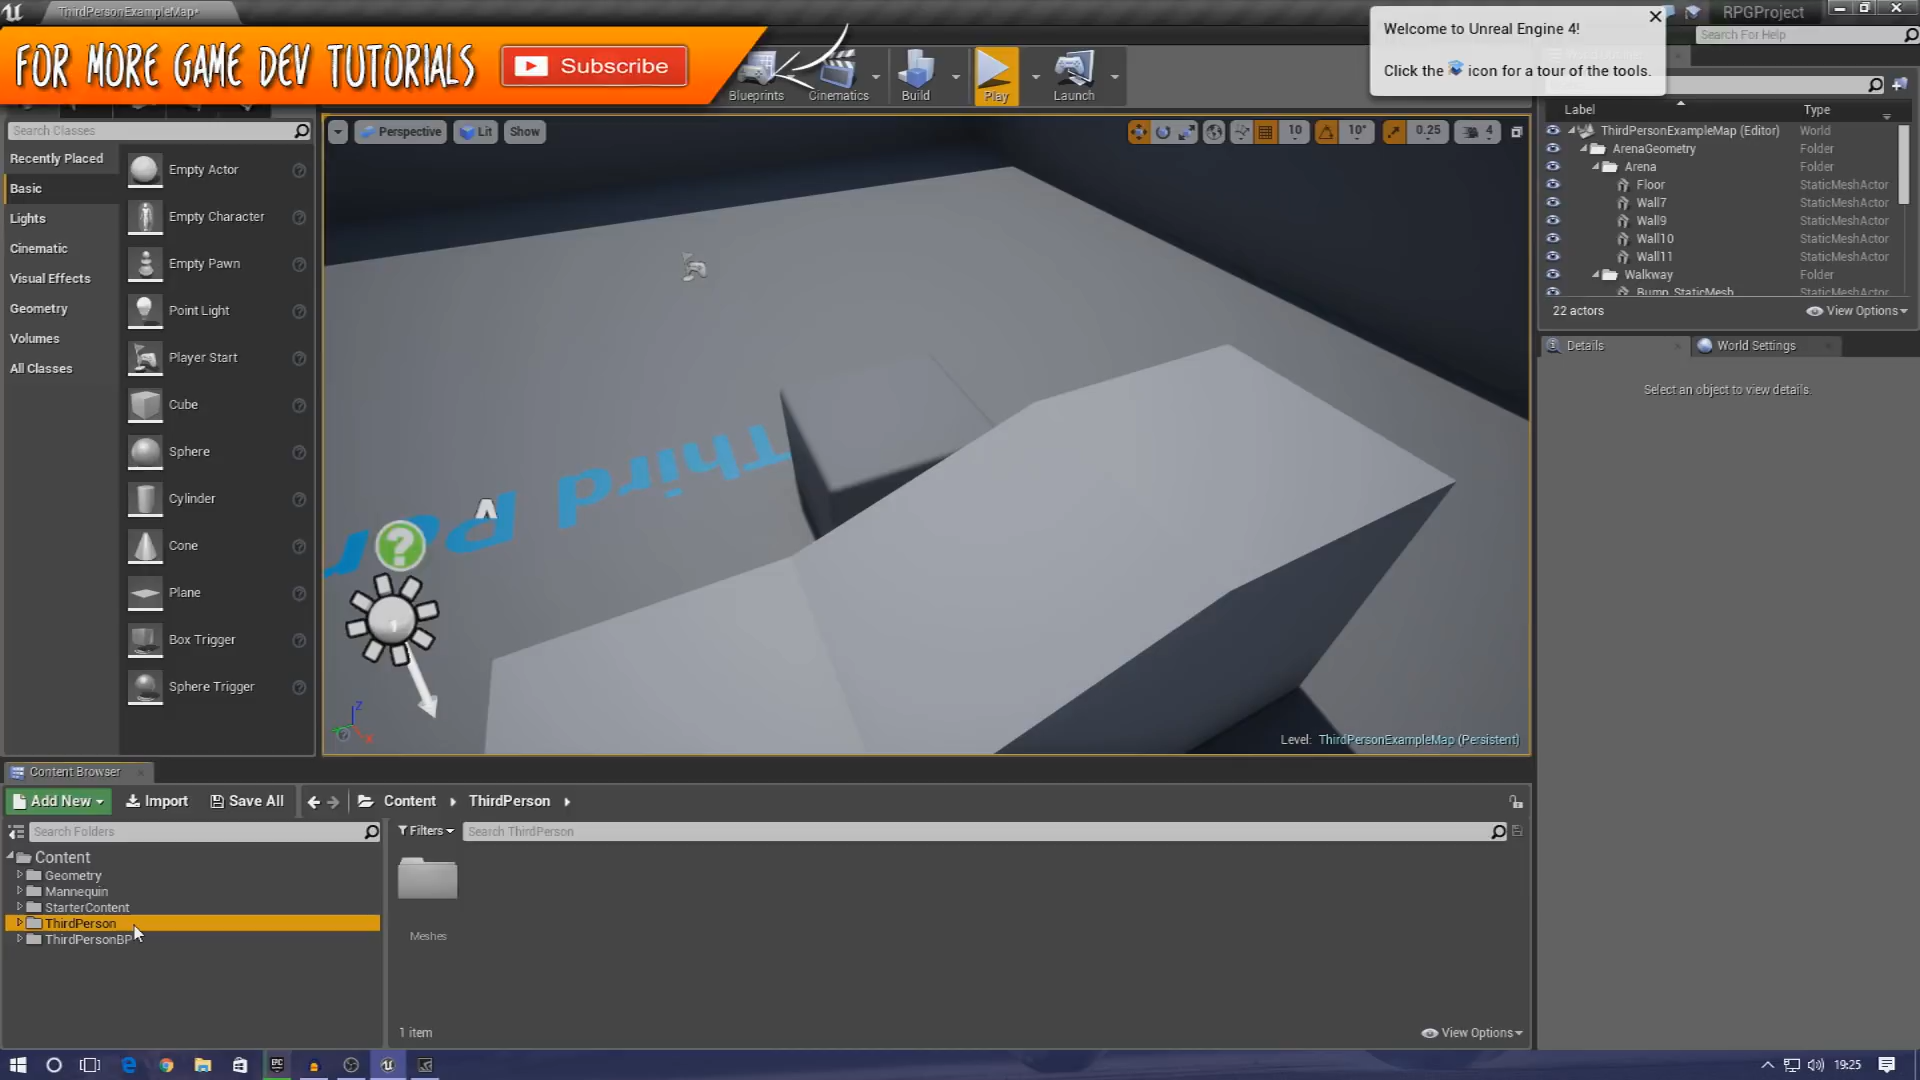 ThirdPersonExampleMap*
RPGProject
FOR MORE GAME DEV TUTORIALS
Subscribe
Welcome to Unreal Engine 4!
Click the icon for a tour of the tools.
Search For Help
Blueprints
Cinematics
Build
Play
Launch
Search Classes
Recently Placed
Basic
Lights
Cinematic
Visual Effects
Geometry
Volumes
All Classes
Empty Actor
Empty Character
Empty Pawn
Point Light
Player Start
Cube
Sphere
Cylinder
Cone
Plane
Box Trigger
Sphere Trigger
Perspective
Lit
Show
10
10°
0.25
4
Third Per
Level: ThirdPersonExampleMap (Persistent)
Label Type
ThirdPersonExampleMap (Editor) World
ArenaGeometry Folder
Arena Folder
Floor StaticMeshActor
Wall7 StaticMeshActor
Wall9 StaticMeshActor
Wall10 StaticMeshActor
Wall11 StaticMeshActor
Walkway Folder
Bump_StaticMesh StaticMeshActor
22 actors
View Options
Details
World Settings
Select an object to view details.
Content Browser
Add New
Import
Save All
Content
ThirdPerson
Search Folders
Filters
Search ThirdPerson
Content
Geometry
Mannequin
StarterContent
ThirdPerson
ThirdPersonBP
Meshes
1 item
View Options
19:25